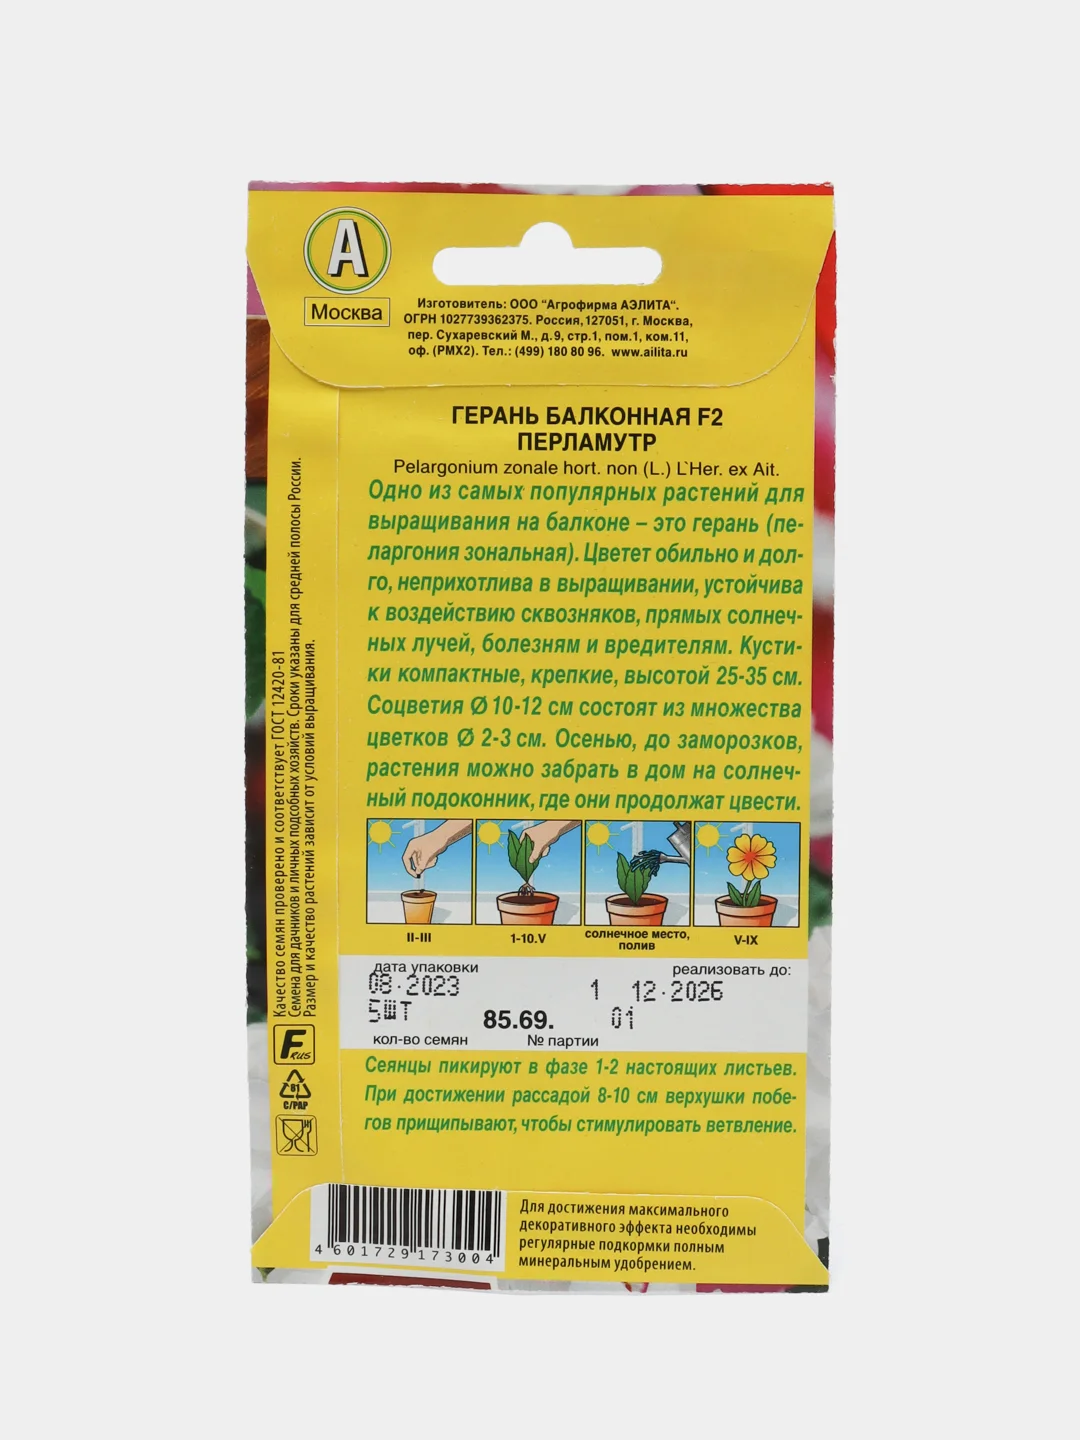 А
Москва
Изготовитель: ООО "Агрофирма АЭЛИТА".
ОГРН 1027739362375. Россия,127051, г. Москва,
пер. Сухаревский М., д.9, стр.1, пом.1, ком.11,
оф. (РМХ2). Тел.: (499) 180 80 96. www.ailita.ru
ГЕРАНЬ БАЛКОННАЯ F2
ПЕРЛАМУТР
Pelargonium zonale hort. non (L.) L`Her. ex Ait.
Одно из самых популярных растений для
выращивания на балконе – это герань (пе-
ларгония зональная). Цветет обильно и дол-
го, неприхотлива в выращивании, устойчива
к воздействию сквозняков, прямых солнеч-
ных лучей, болезням и вредителям. Кусти-
ки компактные, крепкие, высотой 25-35 см.
Соцветия Ø 10-12 см состоят из множества
цветков Ø 2-3 см. Осенью, до заморозков,
растения можно забрать в дом на солнеч-
ный подоконник, где они продолжат цвести.
II-III
1-10.V
солнечное место,
полив
V-IX
дата упаковки
реализовать до:
08.2023
1 12.2026
5ШТ
85.69.
01
кол-во семян
№ партии
Сеянцы пикируют в фазе 1-2 настоящих листьев.
При достижении рассадой 8-10 см верхушки побе-
гов прищипывают, чтобы стимулировать ветвление.
Качество семян проверено и соответствует ГОСТ 12420-81
Семена для дачников и личных подсобных хозяйств. Сроки указаны для средней полосы России.
Размер и качество растений зависит от условий выращивания.
F RUS
81
C/PAP
4 601729 173004
Для достижения максимального
декоративного эффекта необходимы
регулярные подкормки полным
минеральным удобрением.